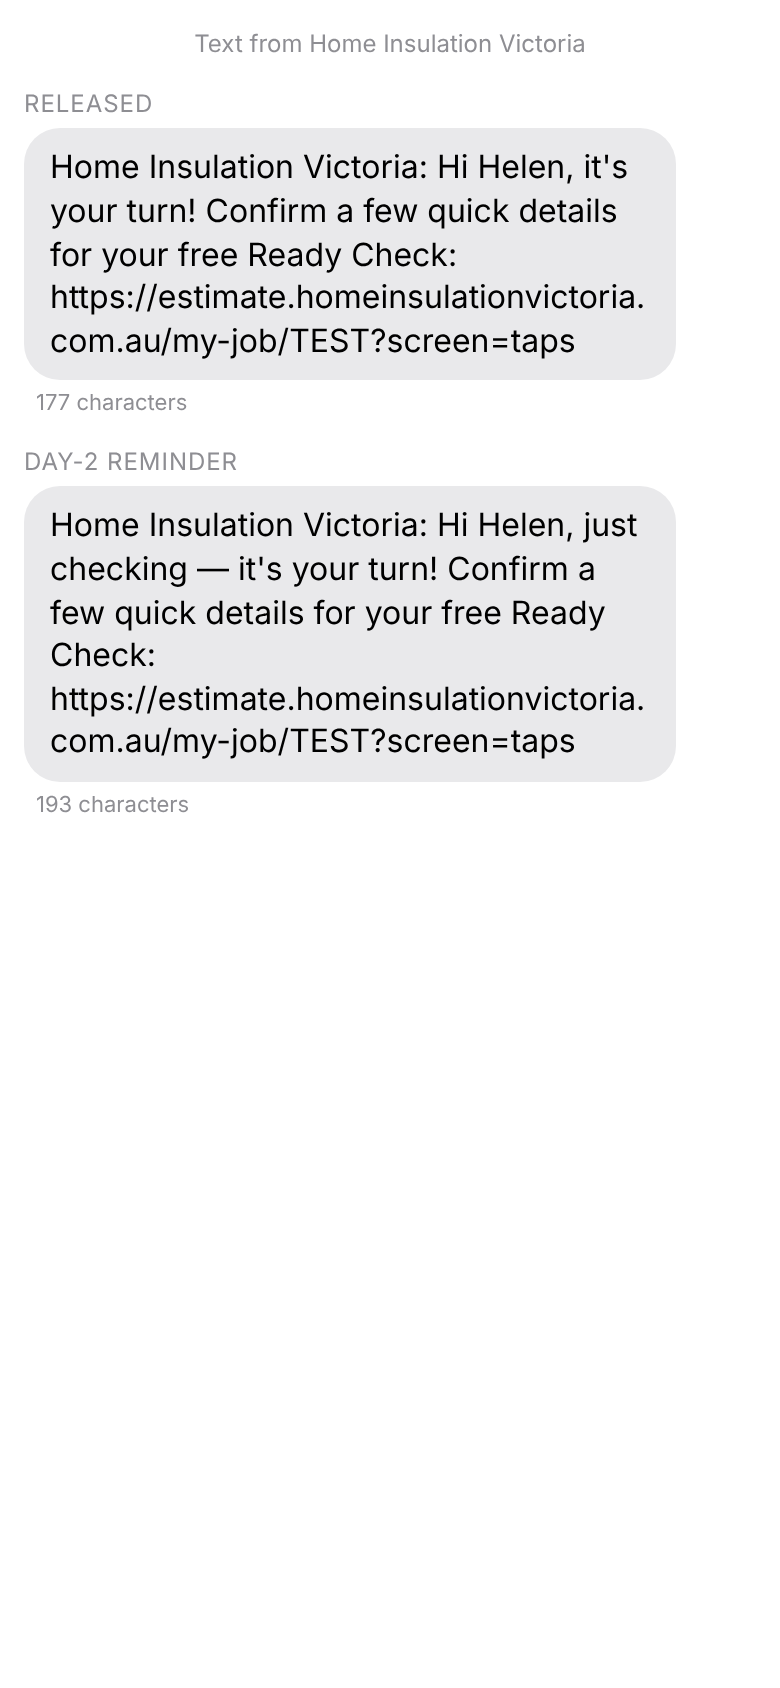 Text from Home Insulation Victoria
RELEASED
Home Insulation Victoria: Hi Helen, it's
your turn! Confirm a few quick details
for your free Ready Check:
https://estimate.homeinsulationvictoria.
com.au/my-job/TEST?screen=taps
177 characters
DAY-2 REMINDER
Home Insulation Victoria: Hi Helen, just
checking — it's your turn! Confirm a
few quick details for your free Ready
Check:
https://estimate.homeinsulationvictoria.
com.au/my-job/TEST?screen=taps
193 characters